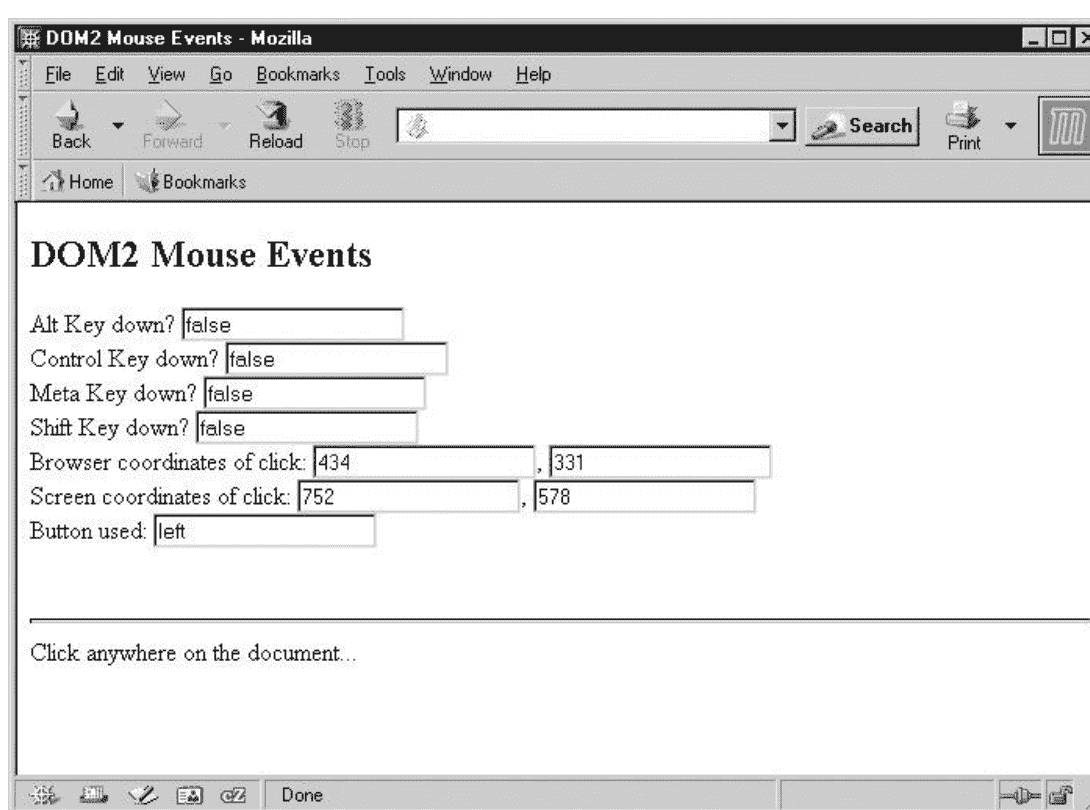 DOM2 Mouse Events - Mozilla
File Edit View Go Bookmarks Tools Window Help
Back Forward Reload Stop Search Print
Home Bookmarks
DOM2 Mouse Events
Alt Key down? false
Control Key down? false
Meta Key down? false
Shift Key down? false
Browser coordinates of click: 434 , 331
Screen coordinates of click: 752 , 578
Button used: left
Click anywhere on the document...
Done